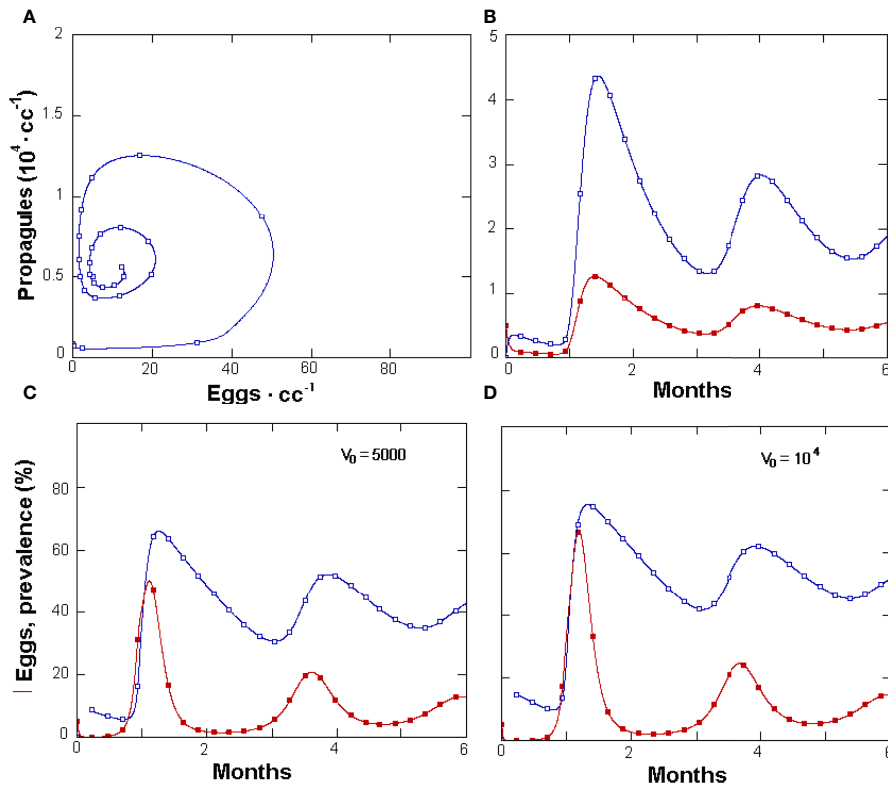 A
B
2
1.5
1
0.5
0
Propagules (10⁴ · cc⁻¹)
0 20 40 60 80
Eggs · cc⁻¹
5
4
3
2
1
0
0 2 4 6
Months
C
D
V₀ = 5000
80
60
40
20
0
| Eggs, prevalence (%)
0 2 4 6
Months
V₀ = 10⁴
0 2 4 6
Months